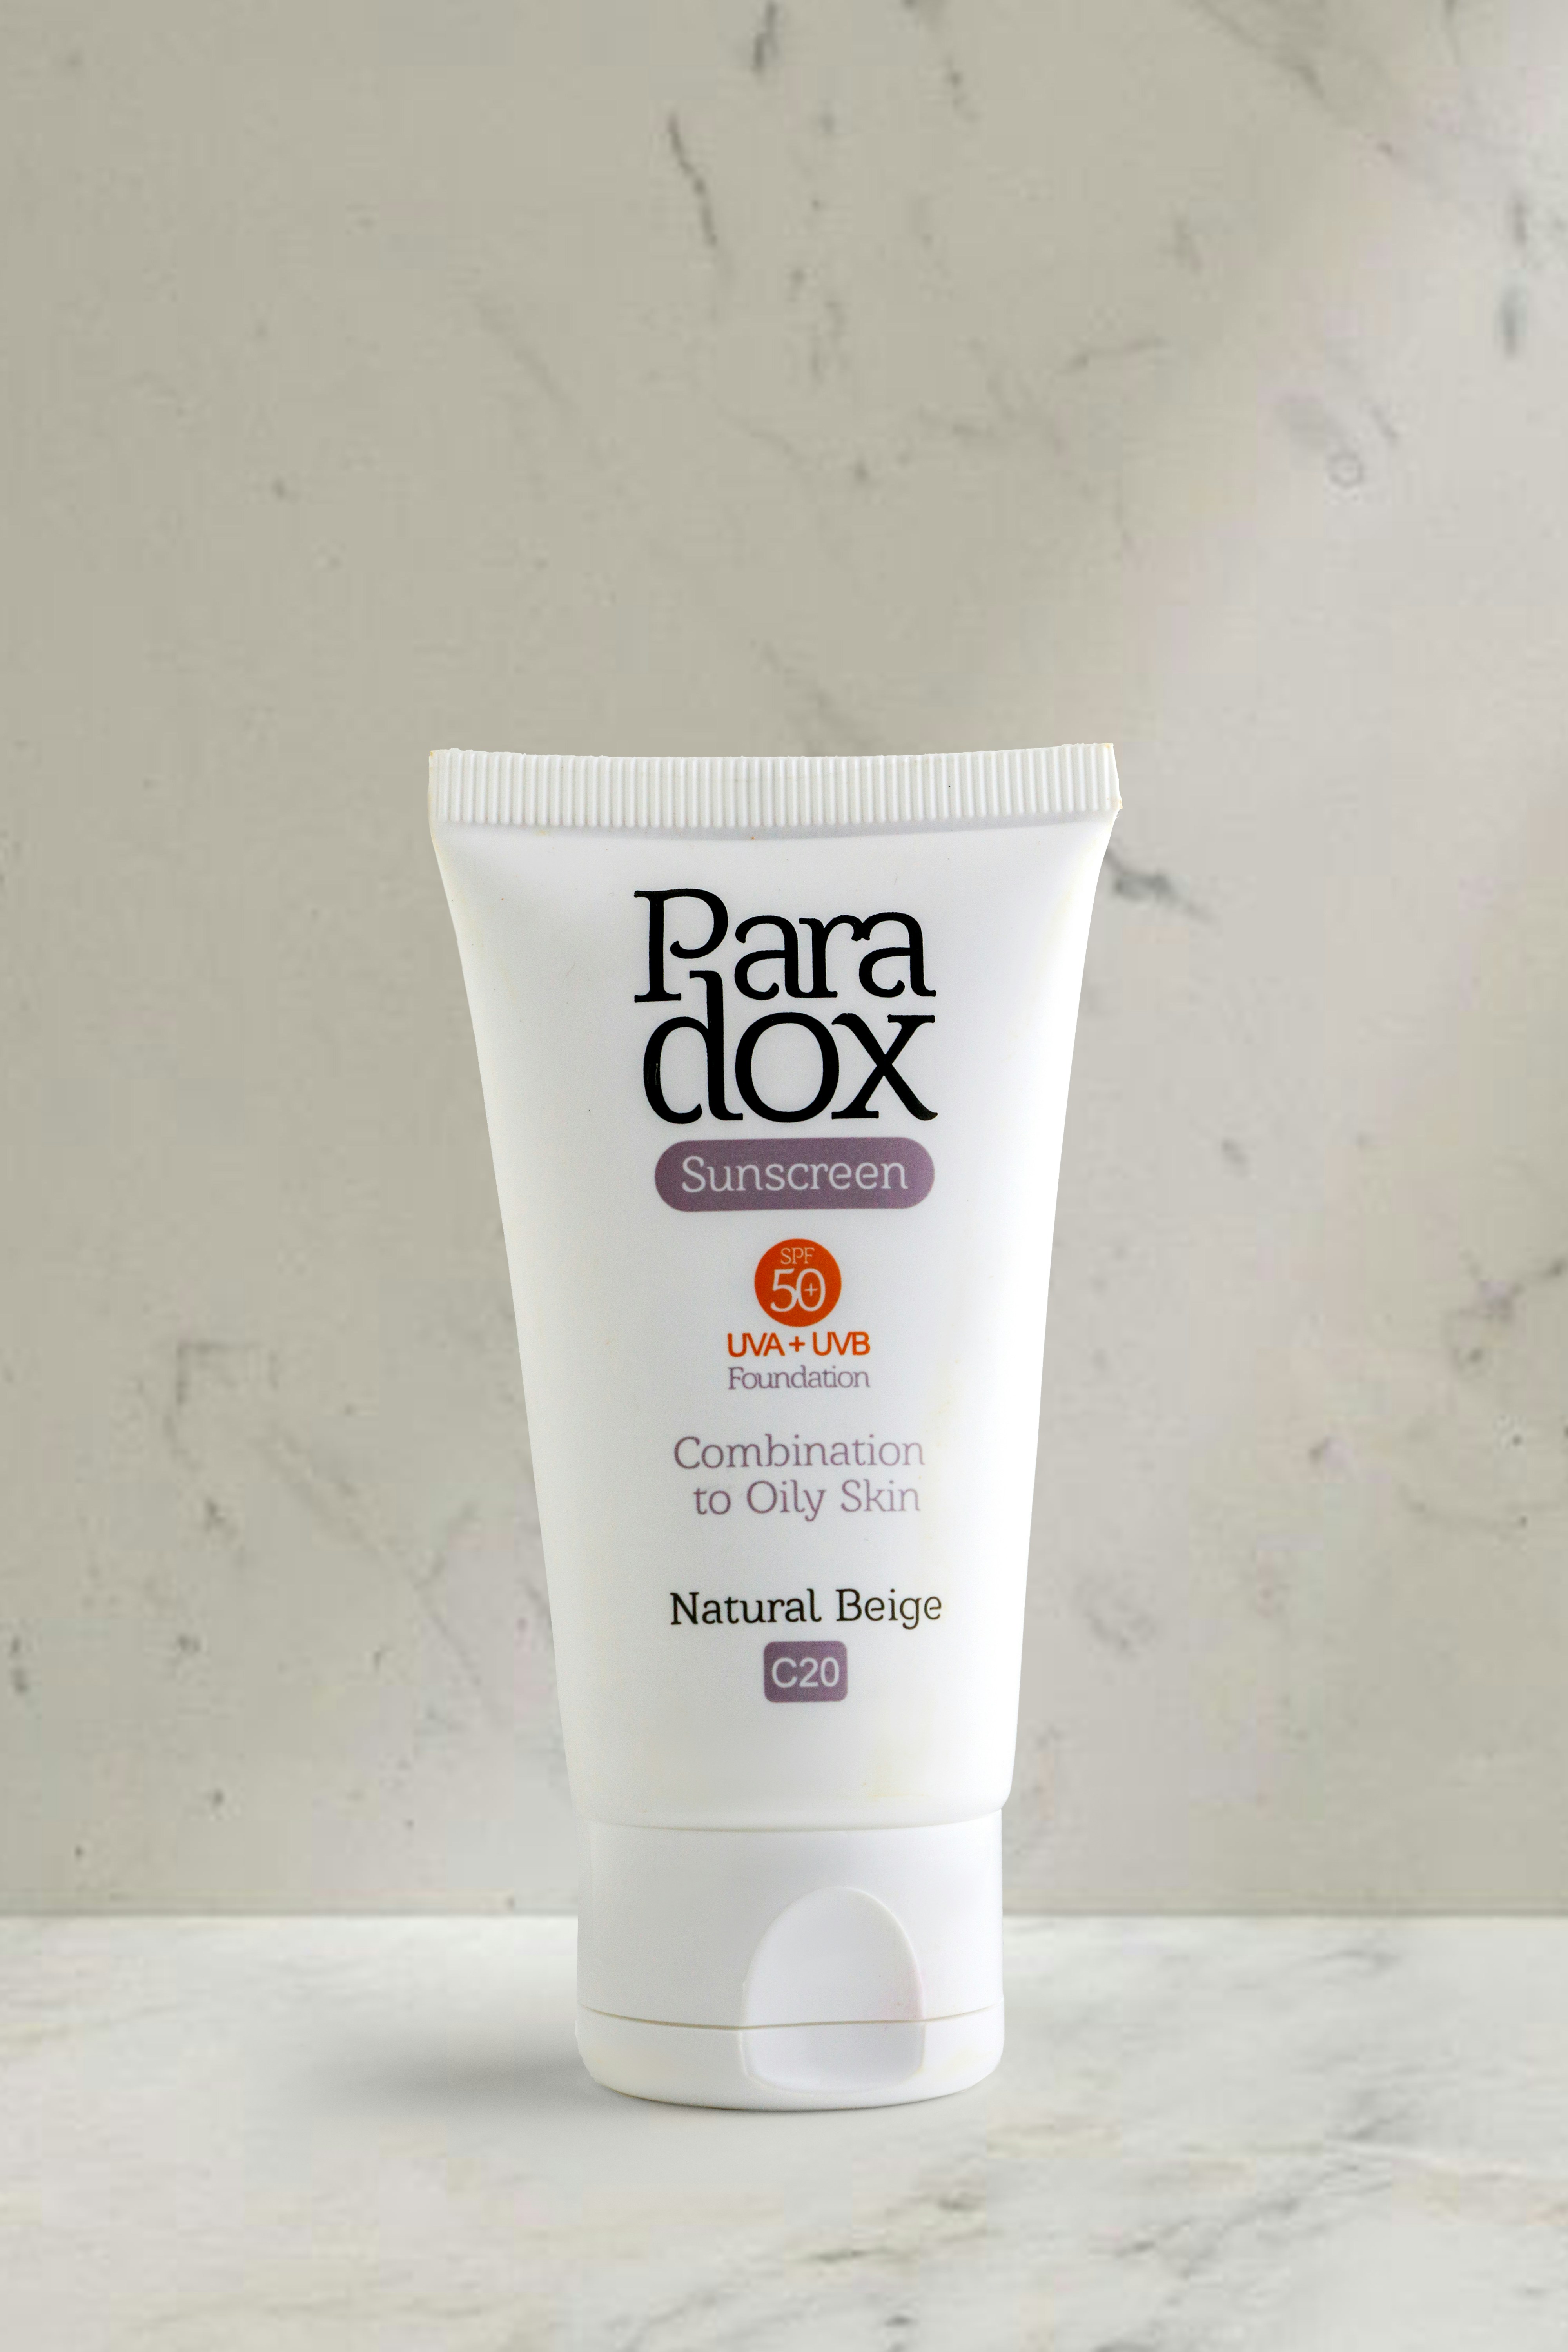 Para
dox
Sunscreen
SPF
50+
UVA + UVB
Foundation
Combination
to Oily Skin
Natural Beige
C20